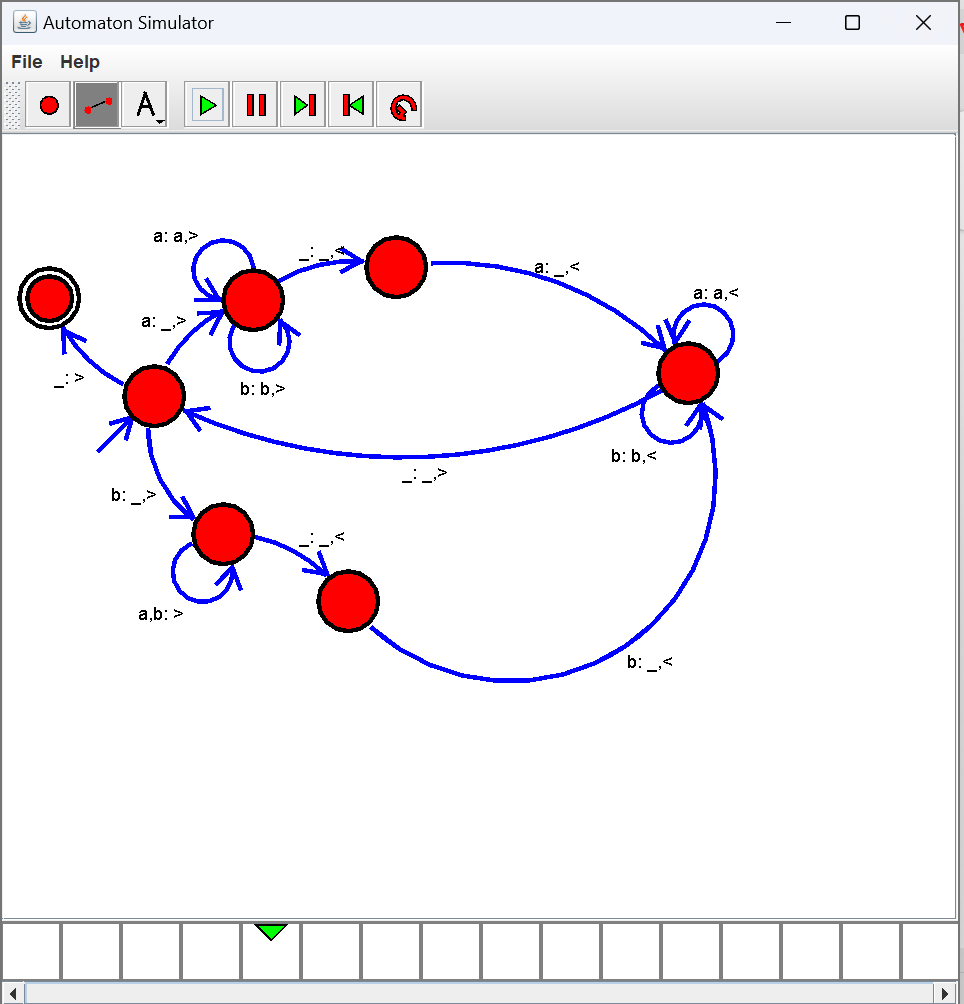 Automaton Simulator
File Help
A
a: a,>
_: _,<
a: _,<
a: a,<
a: _,>
_: >
b: b,>
b: b,<
_: _,>
b: _,>
_: _,<
a,b: >
b: _,<